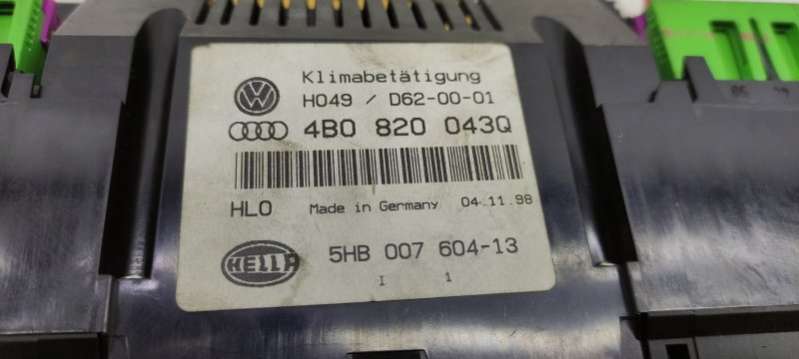 Klimabetätigung
H049 / D62-00-01
4B0 820 043Q
HLO Made in Germany 04.11.98
HELLA 5HB 007 604-13
I 1